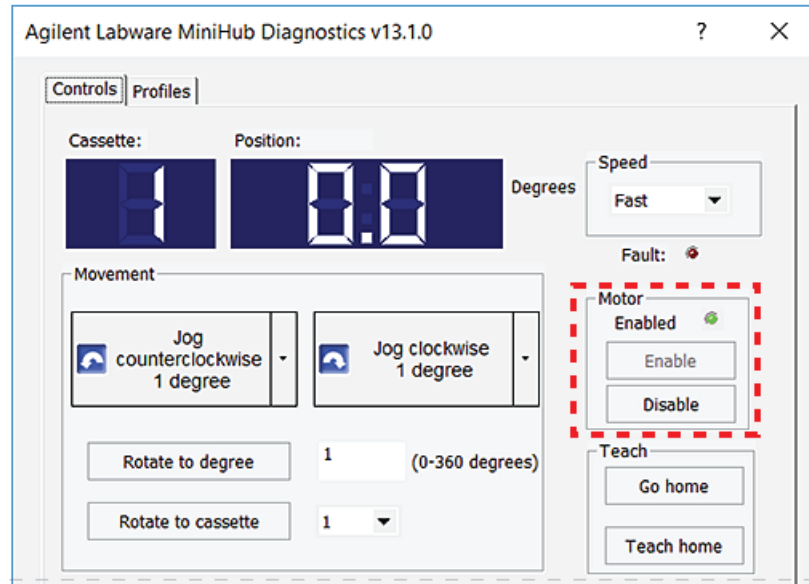 Agilent Labware MiniHub Diagnostics v13.1.0
?
Controls
Profiles
Cassette:
Position:
1
0.0
Degrees
Speed
Fast
Fault:
Movement
Jog
counterclockwise
1 degree
Jog clockwise
1 degree
Motor
Enabled
Enable
Disable
Rotate to degree
1
(0-360 degrees)
Rotate to cassette
1
Teach
Go home
Teach home